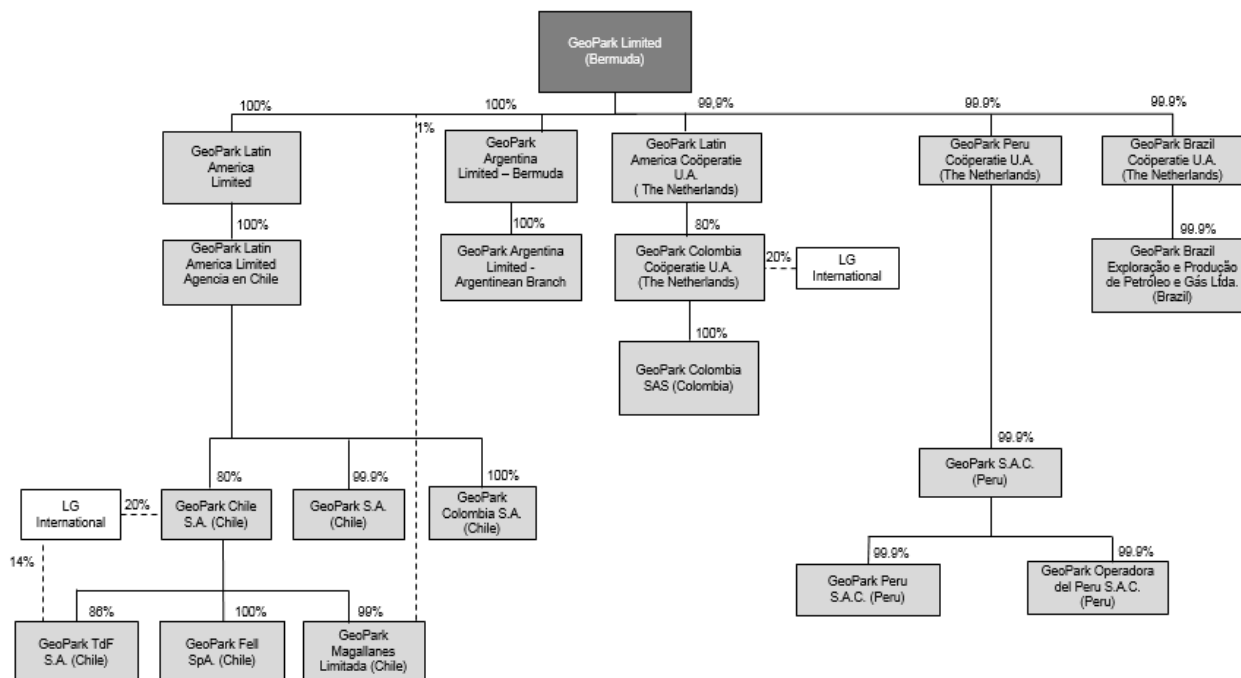 GeoPark Limited
(Bermuda)
100%
100%
99,9%
99.9%
99.9%
1%
GeoPark Latin
America
Limited
GeoPark
Argentina
Limited – Bermuda
GeoPark Latin
America Coöperatie
U.A.
( The Netherlands)
GeoPark Peru
Coöperatie U.A.
(The Netherlands)
GeoPark Brazil
Coöperatie U.A.
(The Netherlands)
100%
100%
80%
99.9%
GeoPark Latin
America Limited
Agencia en Chile
GeoPark Argentina
Limited -
Argentinean Branch
GeoPark Colombia
Coöperatie U.A.
(The Netherlands)
20%
LG
International
GeoPark Brazil
Exploração e Produção
de Petróleo e Gás Ltda.
(Brazil)
100%
GeoPark Colombia
SAS (Colombia)
99.9%
GeoPark S.A.C.
(Peru)
80%
99.9%
100%
LG
International
20%
GeoPark Chile
S.A. (Chile)
GeoPark S.A.
(Chile)
GeoPark
Colombia S.A.
(Chile)
14%
99.9%
99.9%
GeoPark Peru
S.A.C. (Peru)
GeoPark Operadora
del Peru S.A.C.
(Peru)
86%
100%
99%
GeoPark TdF
S.A. (Chile)
GeoPark Fell
SpA. (Chile)
GeoPark
Magallanes
Limitada (Chile)